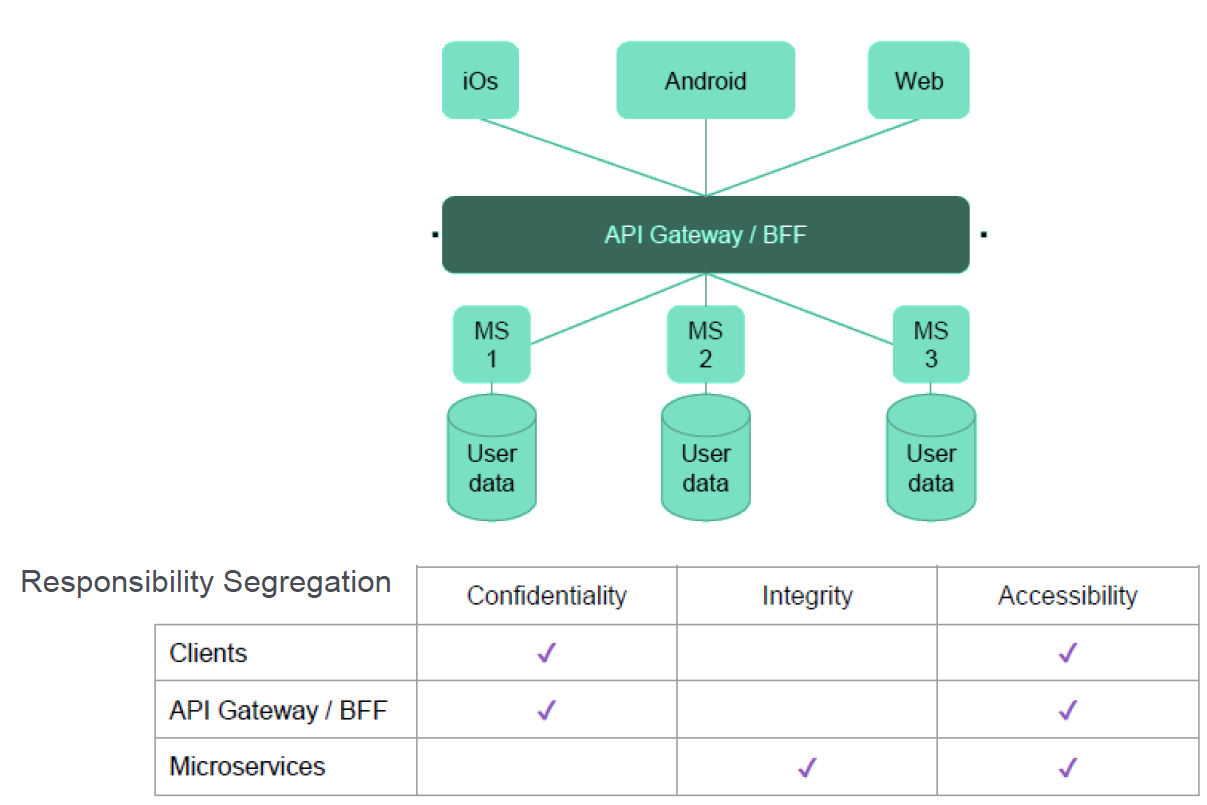 iOs
Android
Web
API Gateway / BFF
MS
1
MS
2
MS
3
User
data
User
data
User
data
Responsibility Segregation
Confidentiality
Integrity
Accessibility
Clients ✓ ✓
API Gateway / BFF ✓ ✓
Microservices ✓ ✓